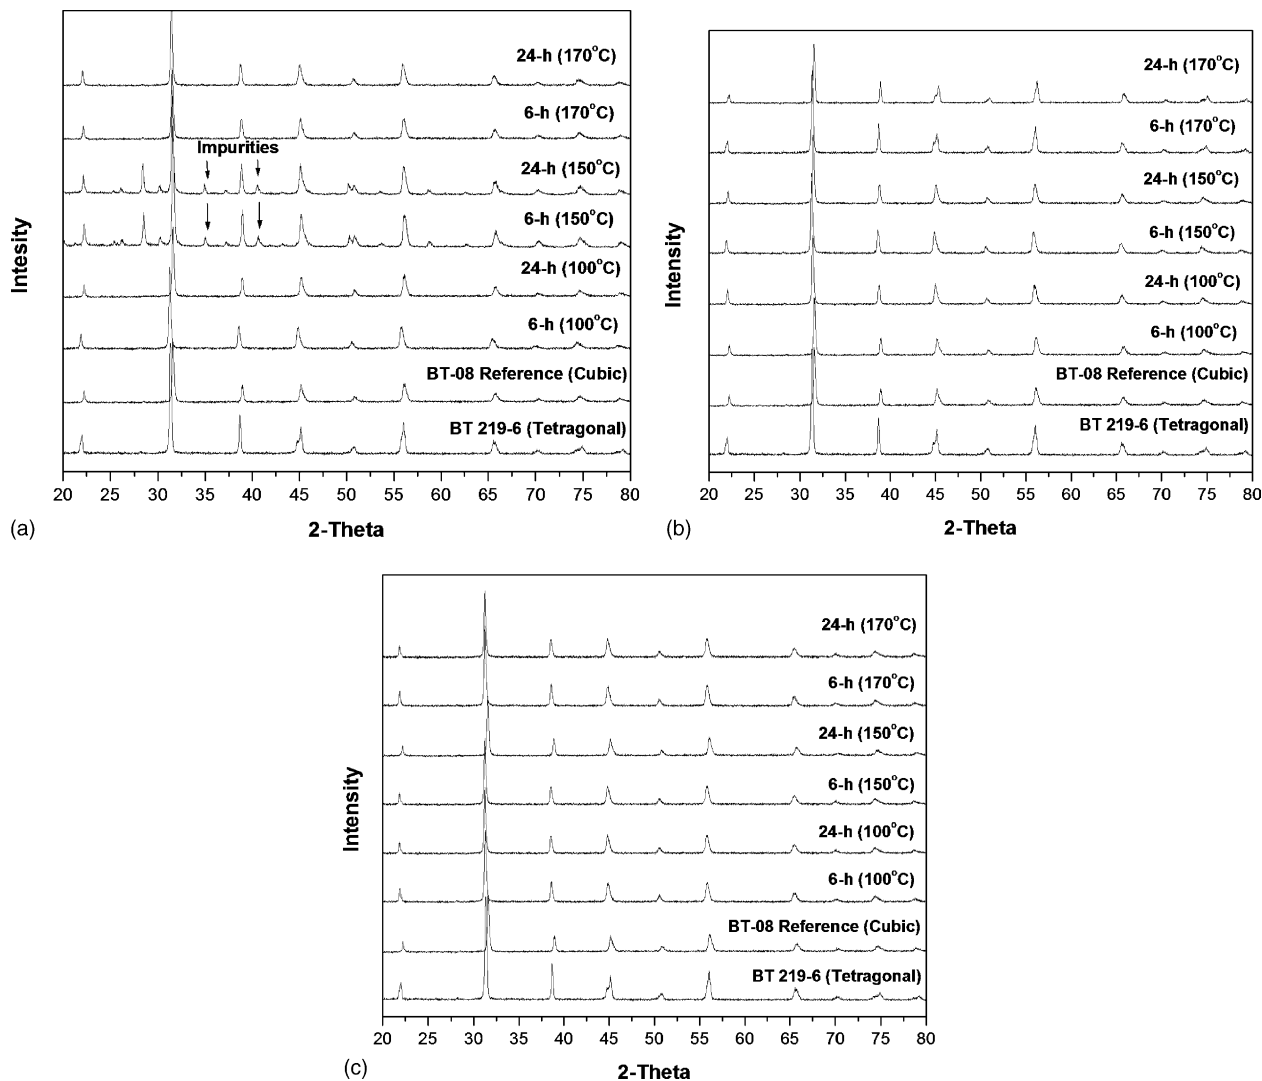 24-h (170°C)
6-h (170°C)
Impurities
24-h (150°C)
6-h (150°C)
24-h (100°C)
6-h (100°C)
BT-08 Reference (Cubic)
BT 219-6 (Tetragonal)
Intesity
20 25 30 35 40 45 50 55 60 65 70 75 80
2-Theta
(a)
24-h (170°C)
6-h (170°C)
24-h (150°C)
6-h (150°C)
24-h (100°C)
6-h (100°C)
BT-08 Reference (Cubic)
BT 219-6 (Tetragonal)
Intensity
20 25 30 35 40 45 50 55 60 65 70 75 80
2-Theta
(b)
24-h (170°C)
6-h (170°C)
24-h (150°C)
6-h (150°C)
24-h (100°C)
6-h (100°C)
BT-08 Reference (Cubic)
BT 219-6 (Tetragonal)
Intensity
20 25 30 35 40 45 50 55 60 65 70 75 80
2-Theta
(c)